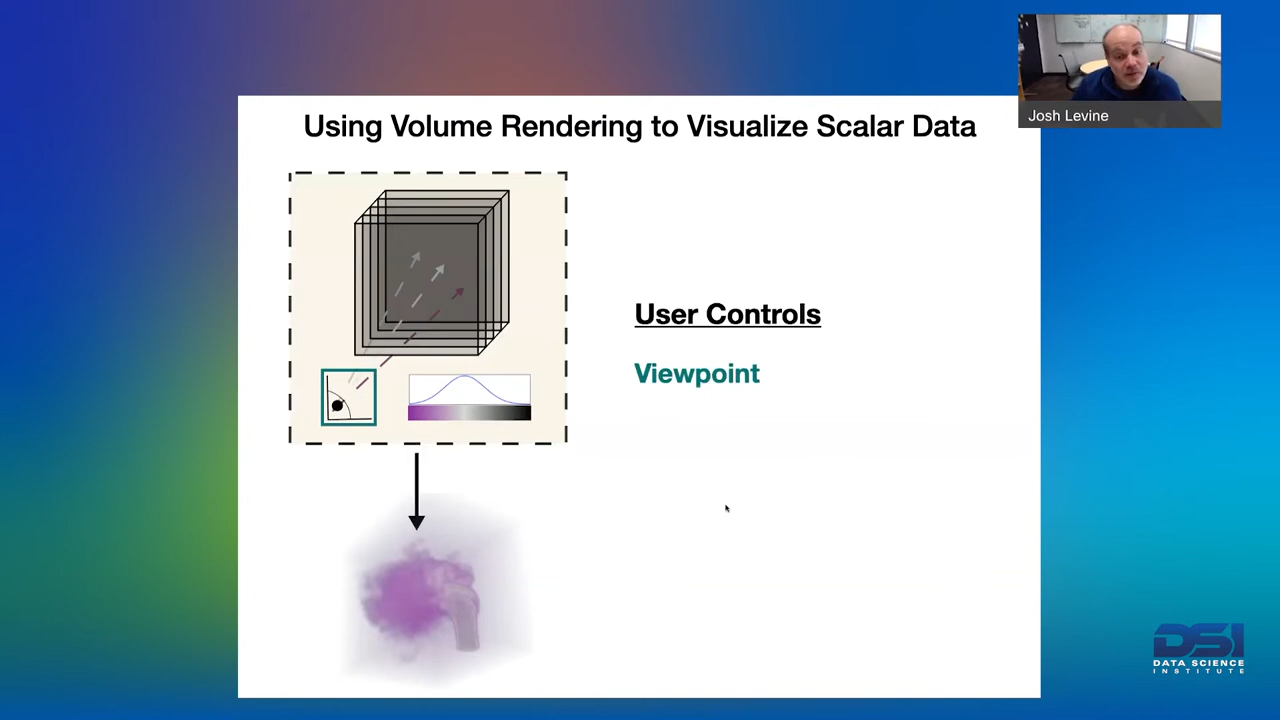 Using Volume Rendering to Visualize Scalar Data
Josh Levine
User Controls
Viewpoint
DSI
DATA SCIENCE
INSTITUTE